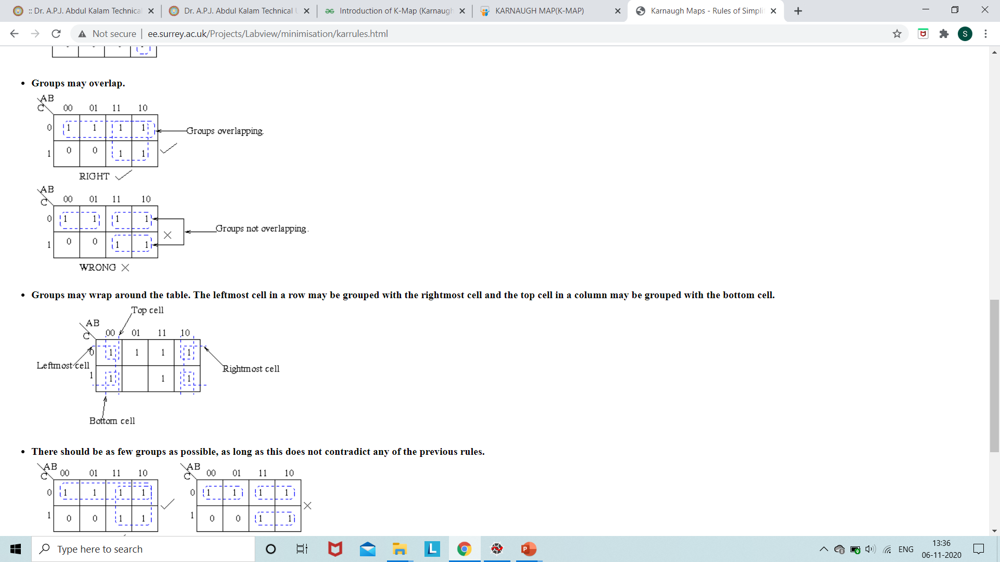 :: Dr. A.P.J. Abdul Kalam Technical
Dr. A.P.J. Abdul Kalam Technical U
Introduction of K-Map (Karnaugh
KARNAUGH MAP(K-MAP)
Karnaugh Maps - Rules of Simpli
Not secure
ee.surrey.ac.uk/Projects/Labview/minimisation/karrules.html
S
• Groups may overlap.
AB
C 00 01 11 10
0 1 1 1 1
Groups overlapping.
1 0 0 1 1
RIGHT
AB
C 00 01 11 10
0 1 1 1 1
Groups not overlapping.
1 0 0 1 1
WRONG
• Groups may wrap around the table. The leftmost cell in a row may be grouped with the rightmost cell and the top cell in a column may be grouped with the bottom cell.
Top cell
AB
C 00 01 11 10
0 1 1 1 1
Leftmost cell
Rightmost cell
1 1 1 1
Bottom cell
• There should be as few groups as possible, as long as this does not contradict any of the previous rules.
AB
C 00 01 11 10
0 1 1 1 1
1 0 0 1 1
AB
C 00 01 11 10
0 1 1 1 1
1 0 0 1 1
Type here to search
L
P
ENG
13:36
06-11-2020